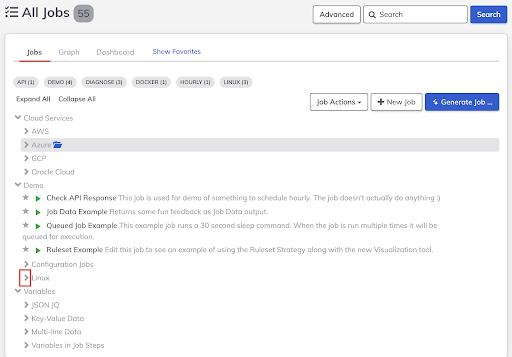 All Jobs 55
Advanced Search Search
Jobs Graph Dashboard Show Favorites
API (1) DEMO (4) DIAGNOSE (3) DOCKER (1) HOURLY (1) LINUX (3)
Expand All Collapse All
Job Actions New Job Generate Job ...
Cloud Services
AWS
Azure
GCP
Oracle Cloud
Demo
Check API Response This job is used for demo of something to schedule hourly. The job doesn't actually do anything :)
Job Data Example Returns some fun feedback as Job Data output.
Queued Job Example This example job runs a 30 second sleep command. When the job is run multiple times it will be
queued for execution.
Ruleset Example Edit this job to see an example of using the Ruleset Strategy along with the new Visualization tool.
Configuration Jobs
Linux
Variables
JSON JQ
Key-Value Data
Multi-line Data
Variables in Job Steps